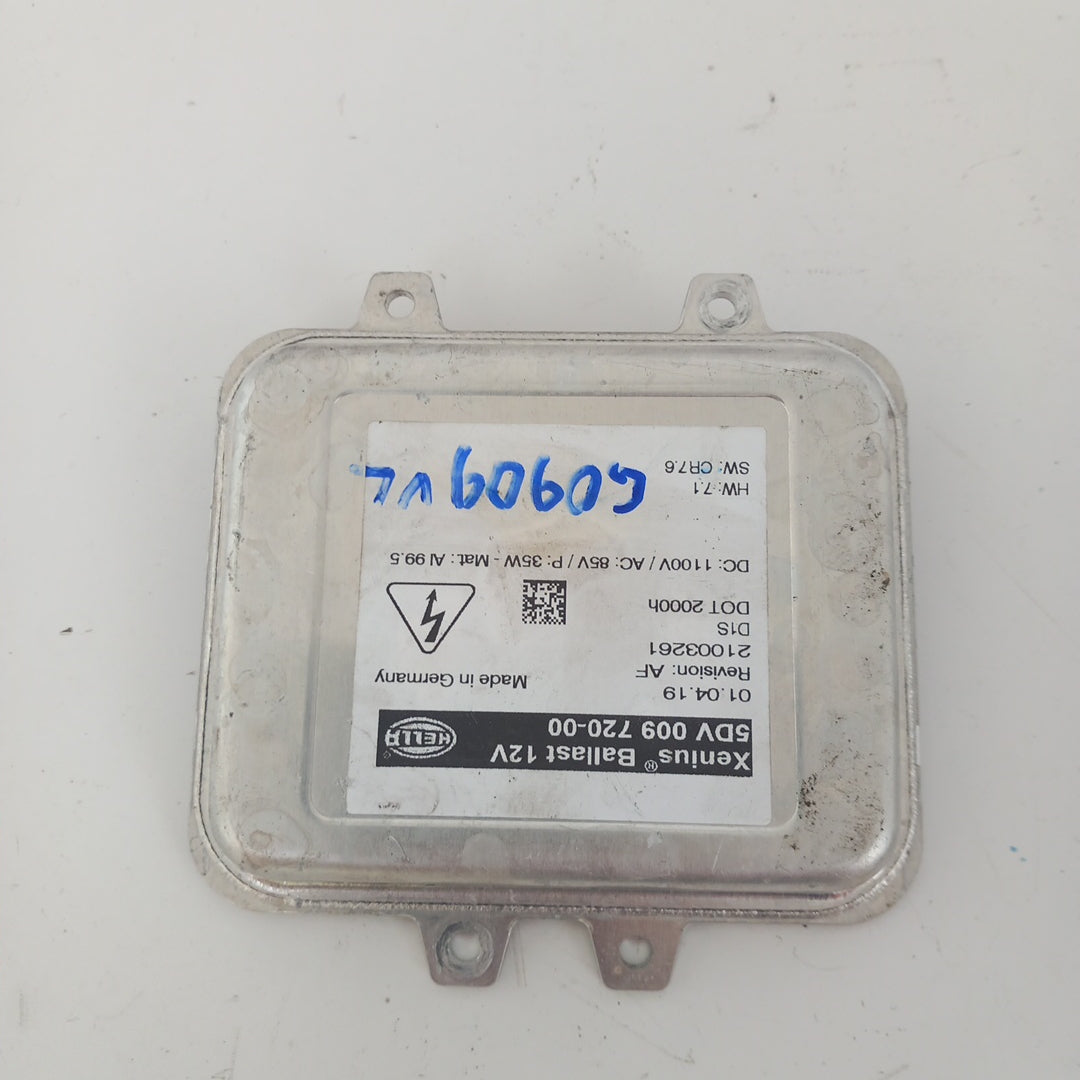 Xenius® Ballast 12V
5DV 009 720-00
HELLA
01.04.19
Revision: AF
Made in Germany
21003261
D1S
DOT 2000h
DC: 1100V / AC: 85V / P: 35W - Mat.: Al 99.5
HW: 7.1
SW: CR7.6